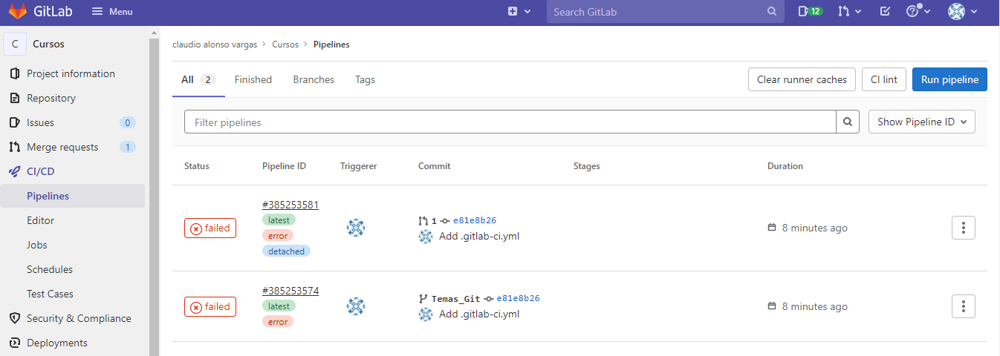 GitLab
Menu
Search GitLab
12
C
Cursos
Project information
Repository
Issues 0
Merge requests 1
CI/CD
Pipelines
Editor
Jobs
Schedules
Test Cases
Security & Compliance
Deployments
claudio alonso vargas > Cursos > Pipelines
All 2 Finished Branches Tags
Clear runner caches
CI lint
Run pipeline
Filter pipelines
Show Pipeline ID
Status Pipeline ID Triggerer Commit Stages Duration
failed
#385253581
latest
error
detached
1 e81e8b26
Add .gitlab-ci.yml
8 minutes ago
failed
#385253574
latest
error
Temas_Git e81e8b26
Add .gitlab-ci.yml
8 minutes ago